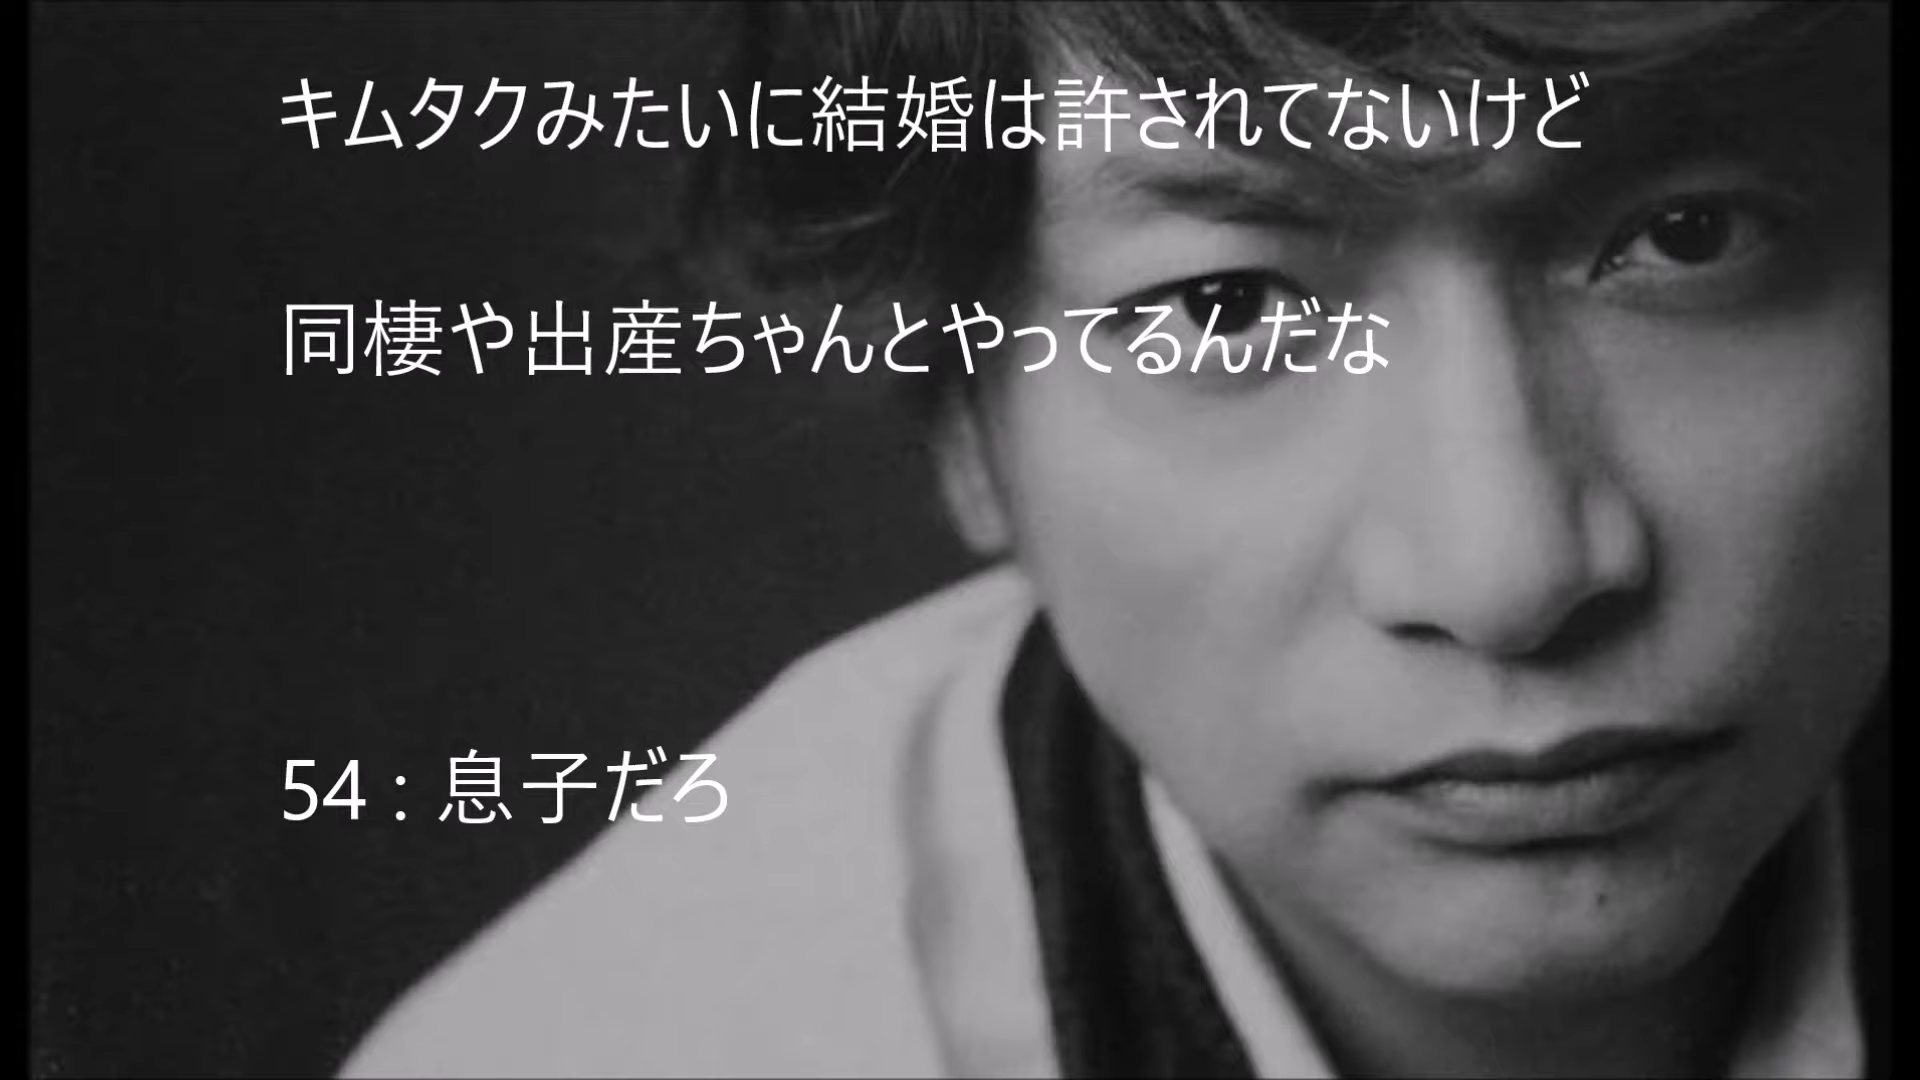 キムタクみたいに結婚は許されてないけど
同棲や出産ちゃんとやってるんだな
54 : 息子だろ